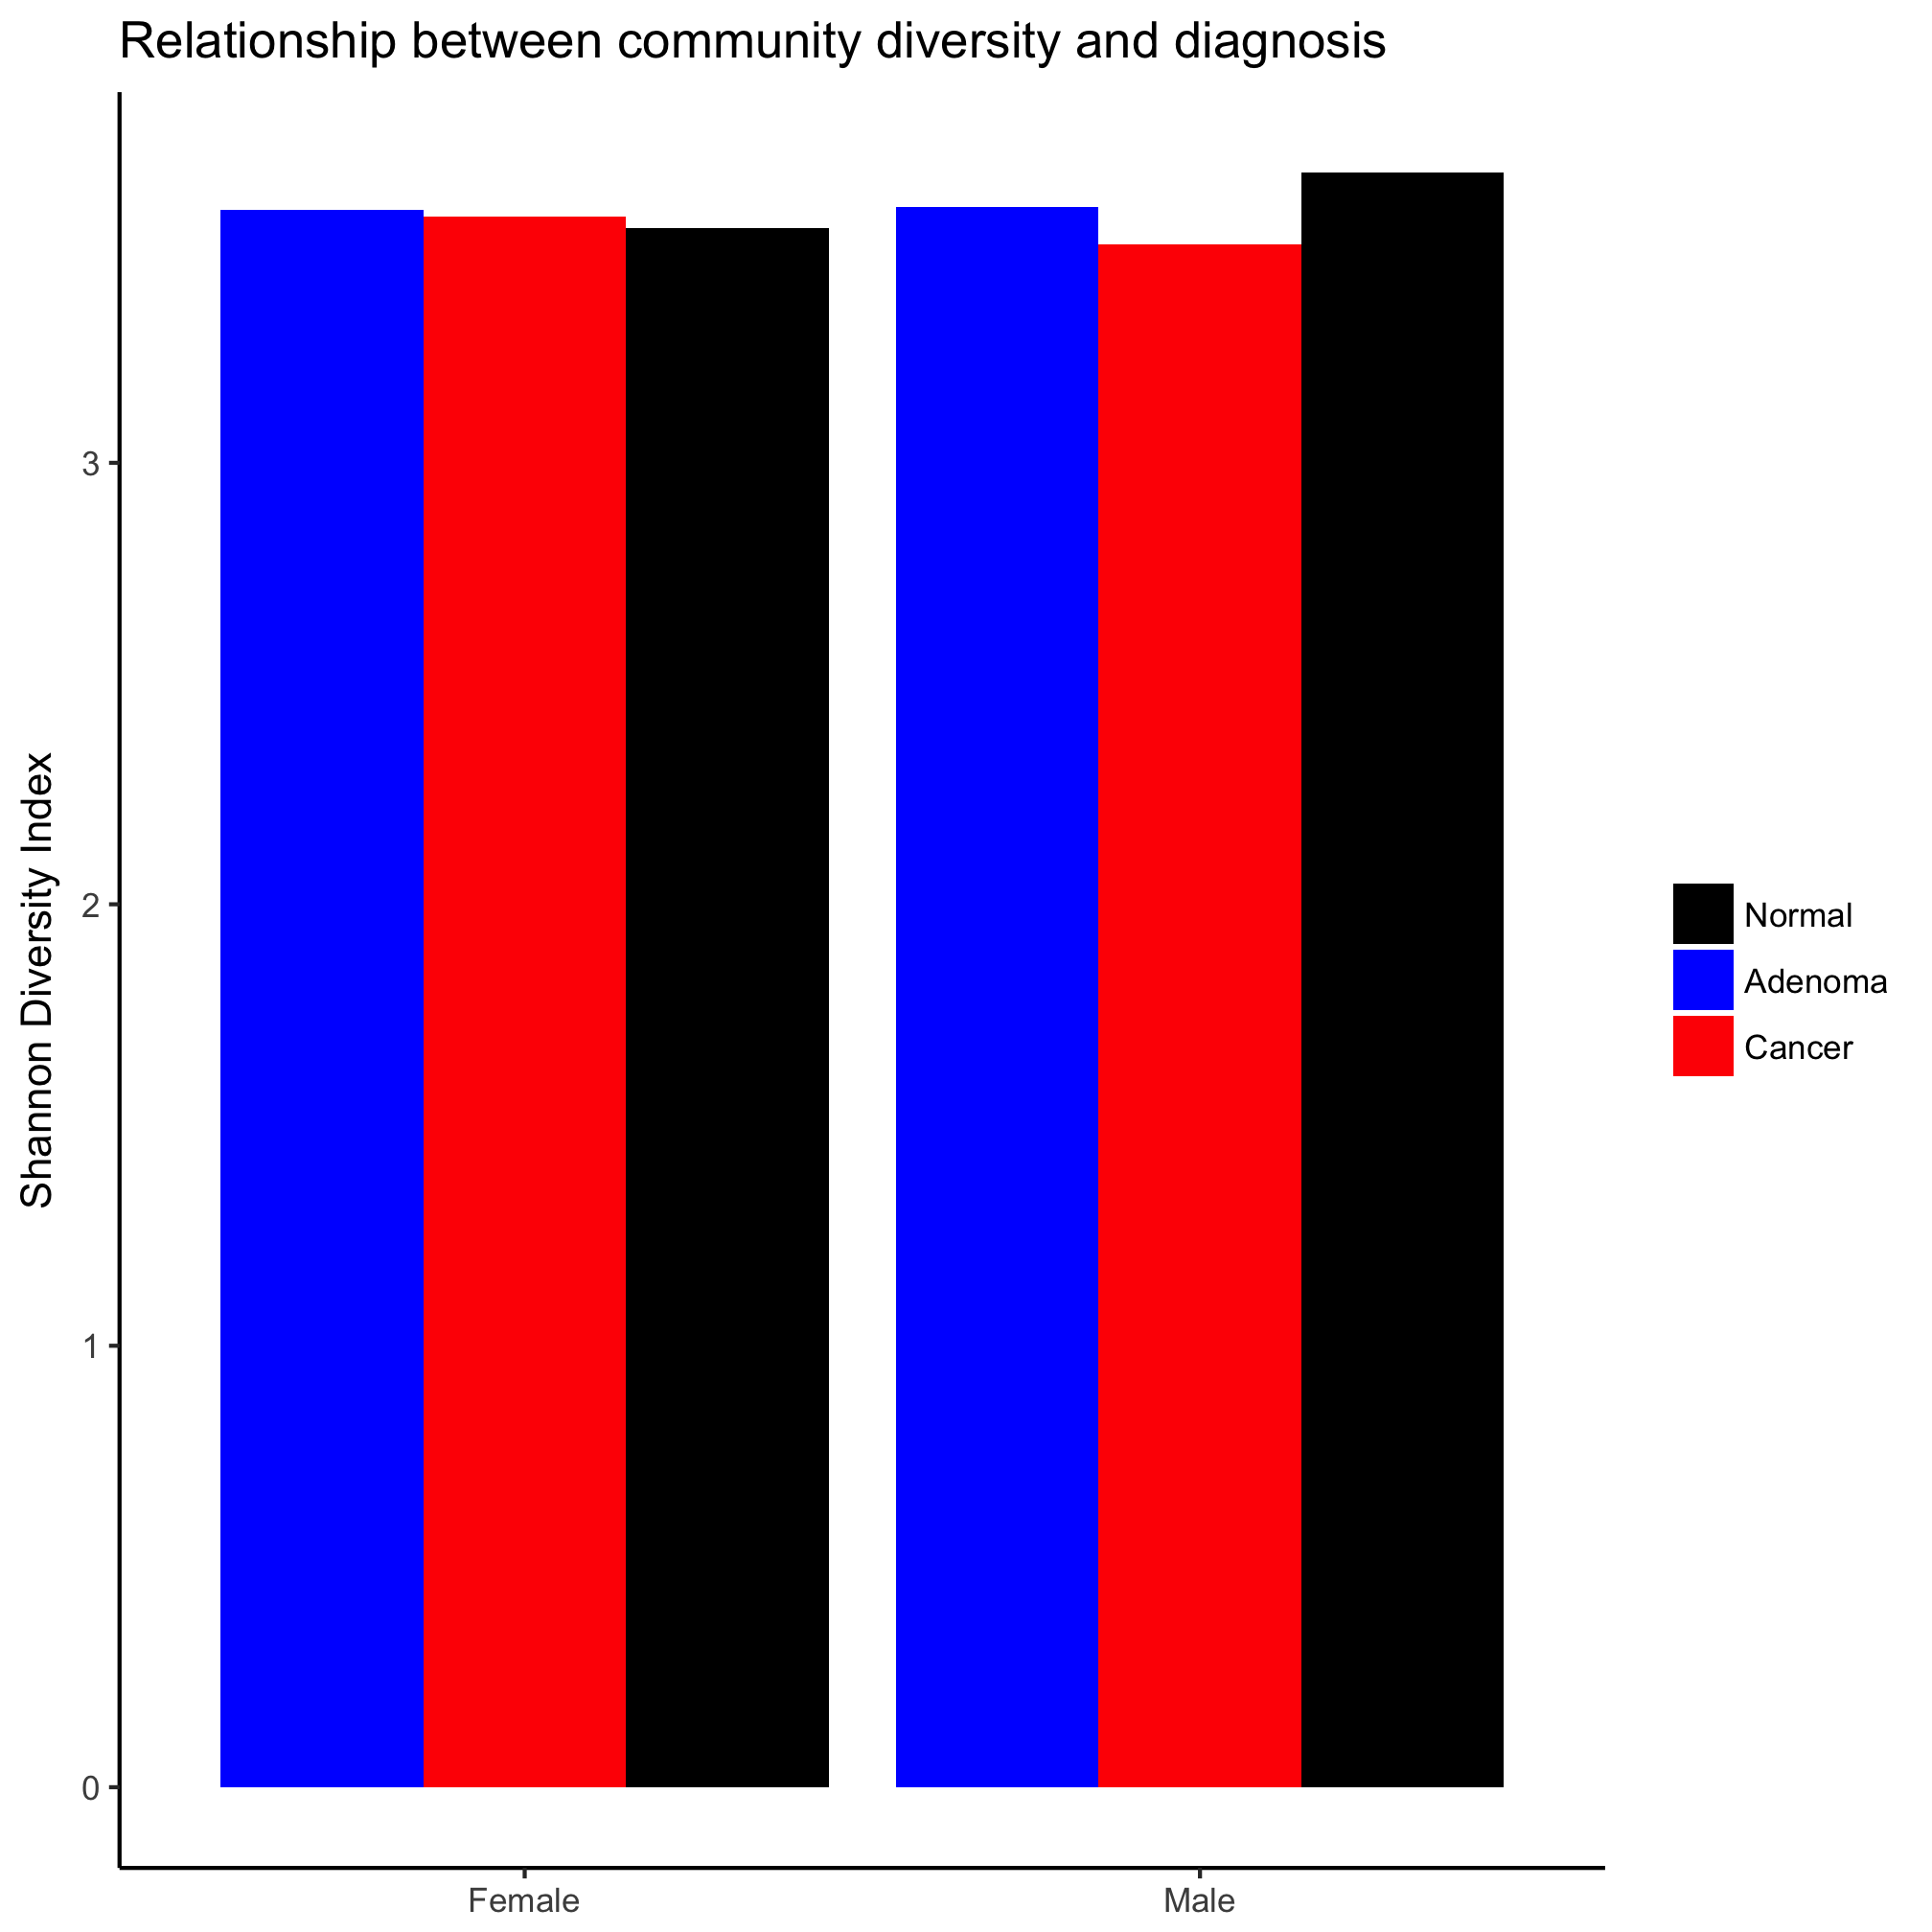 Relationship between community diversity and diagnosis
Shannon Diversity Index
3
2
1
0
Female
Male
Normal
Adenoma
Cancer